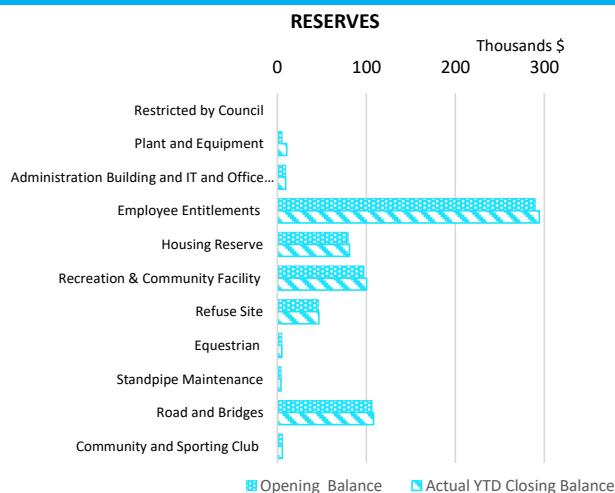 RESERVES
Thousands $
0 100 200 300
Restricted by Council
Plant and Equipment
Administration Building and IT and Office…
Employee Entitlements
Housing Reserve
Recreation & Community Facility
Refuse Site
Equestrian
Standpipe Maintenance
Road and Bridges
Community and Sporting Club
Opening Balance Actual YTD Closing Balance